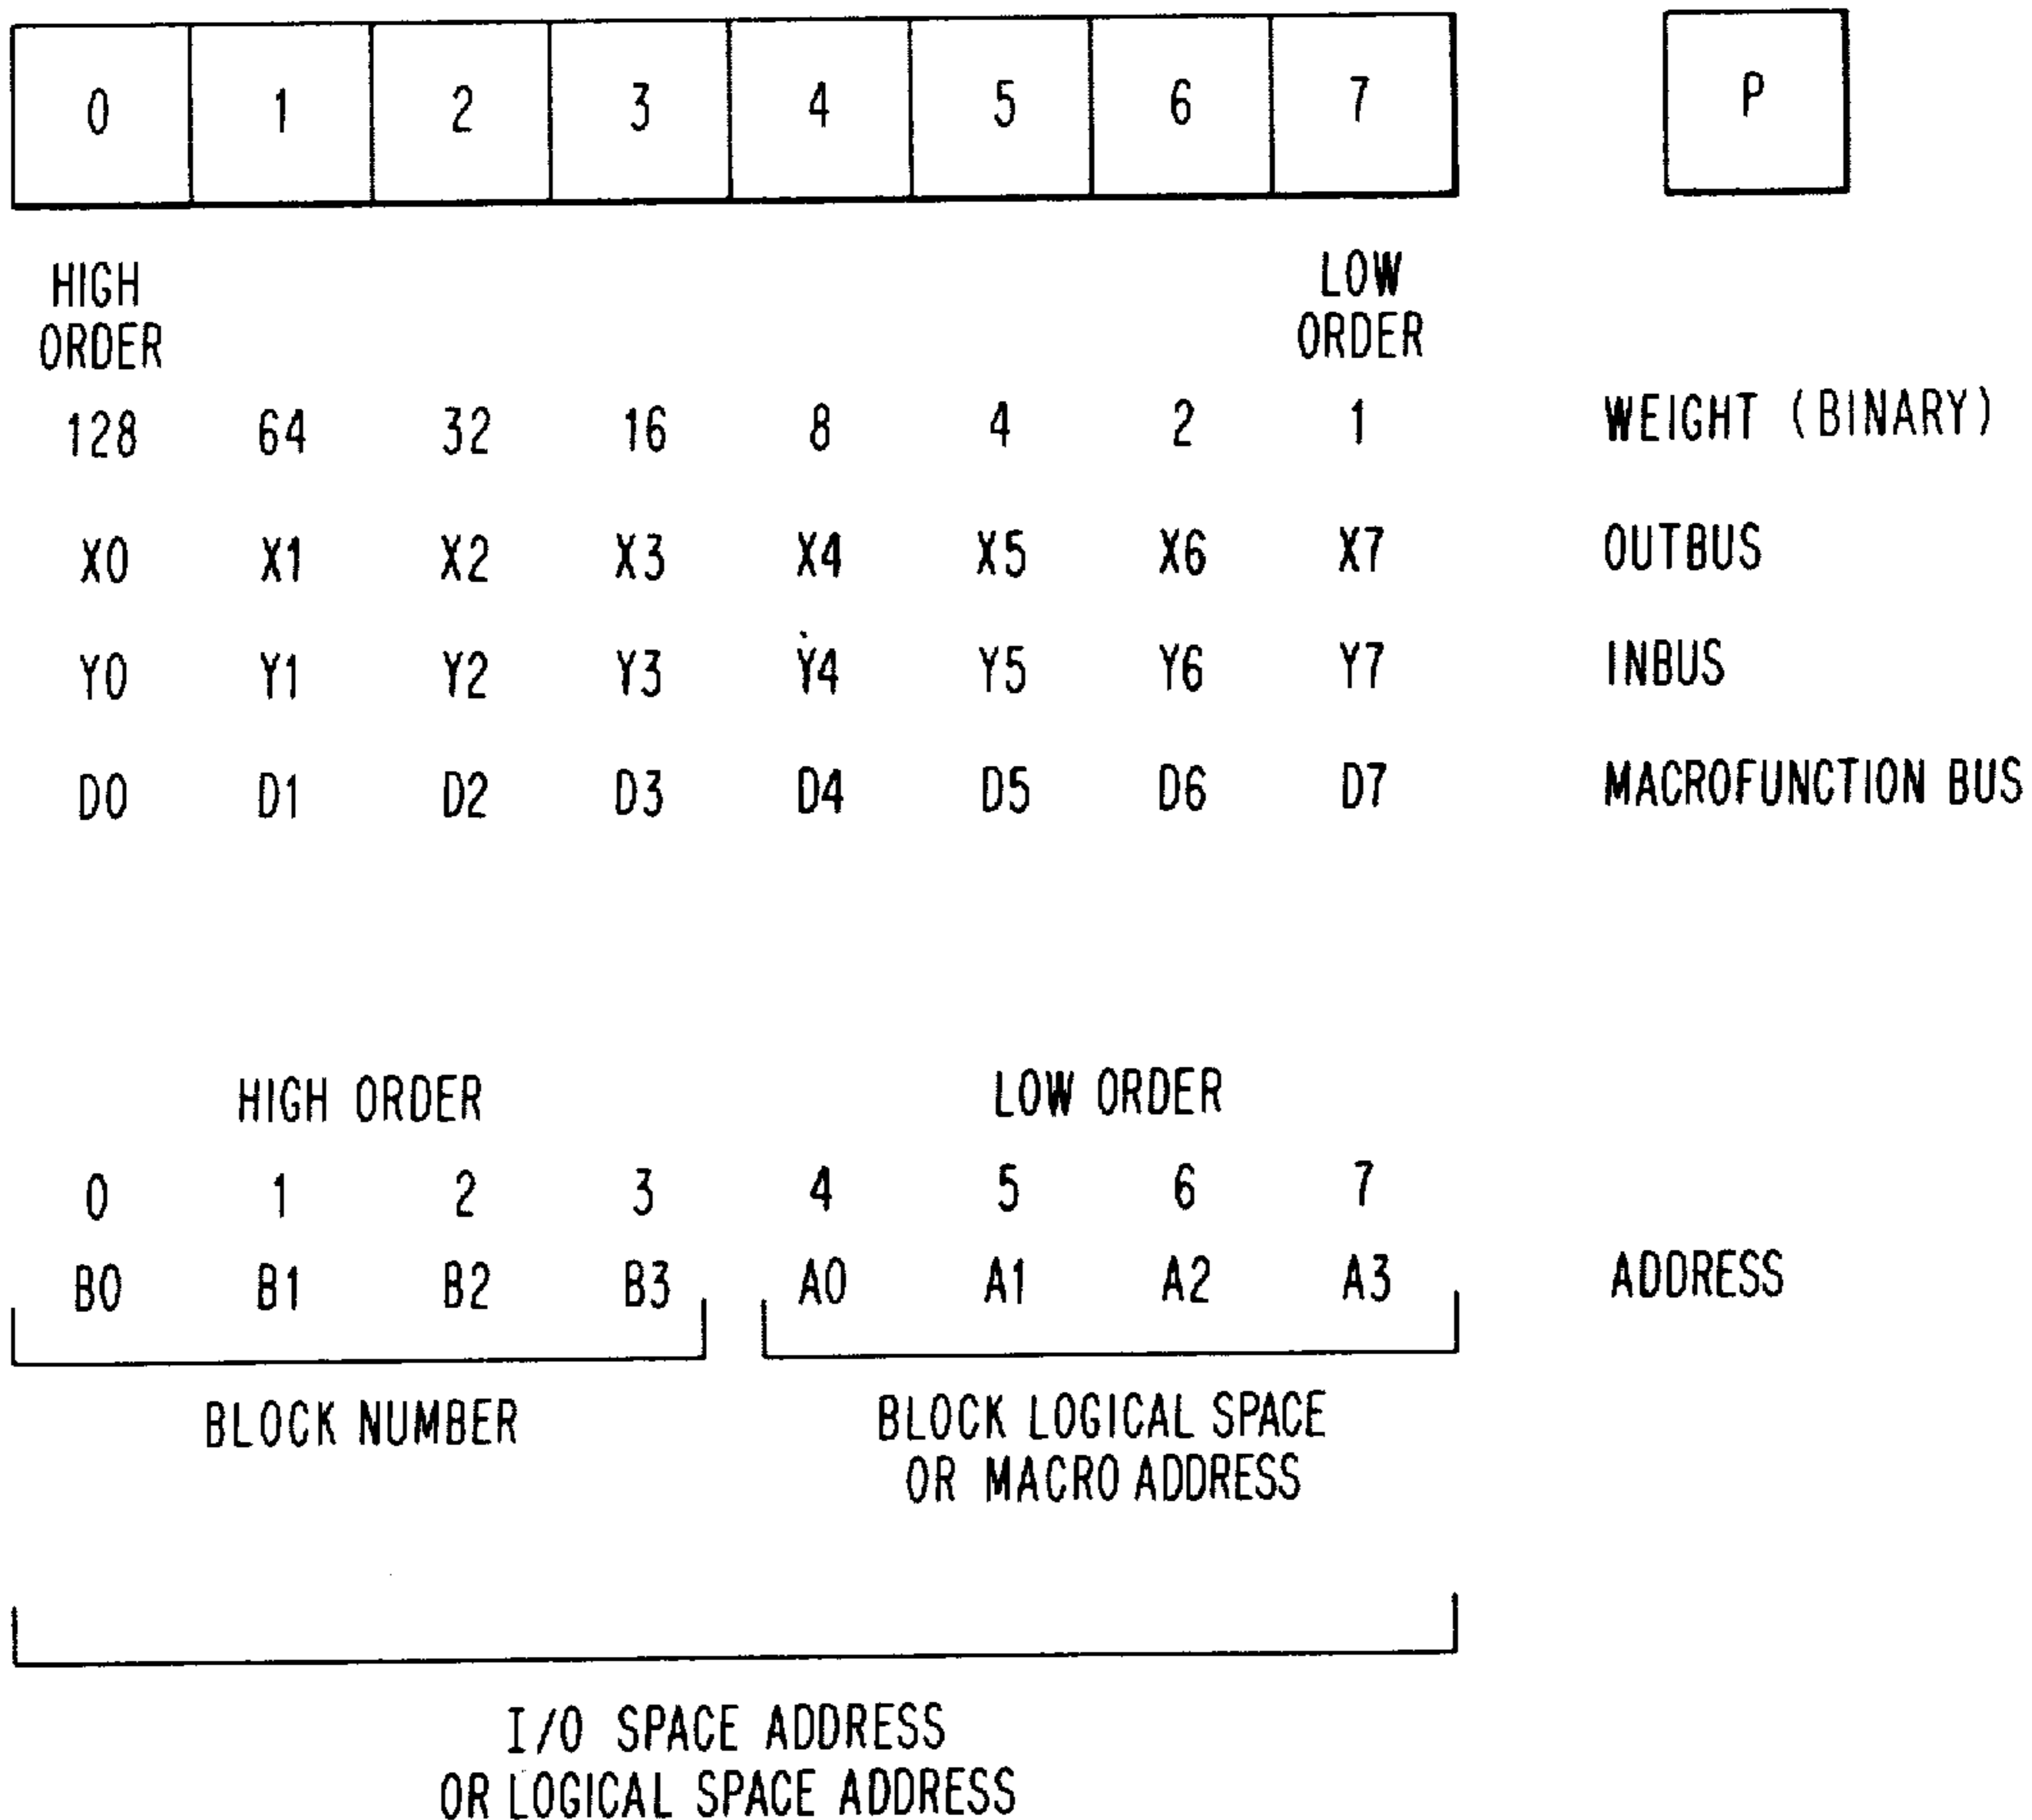 0 1 2 3 4 5 6 7 P
HIGH ORDER LOW ORDER
128 64 32 16 8 4 2 1 WEIGHT (BINARY)
X0 X1 X2 X3 X4 X5 X6 X7 OUTBUS
Y0 Y1 Y2 Y3 Y4 Y5 Y6 Y7 INBUS
D0 D1 D2 D3 D4 D5 D6 D7 MACROFUNCTION BUS
HIGH ORDER LOW ORDER
0 1 2 3 4 5 6 7
B0 B1 B2 B3 A0 A1 A2 A3 ADDRESS
BLOCK NUMBER BLOCK LOGICAL SPACE
OR MACRO ADDRESS
I/O SPACE ADDRESS
OR LOGICAL SPACE ADDRESS